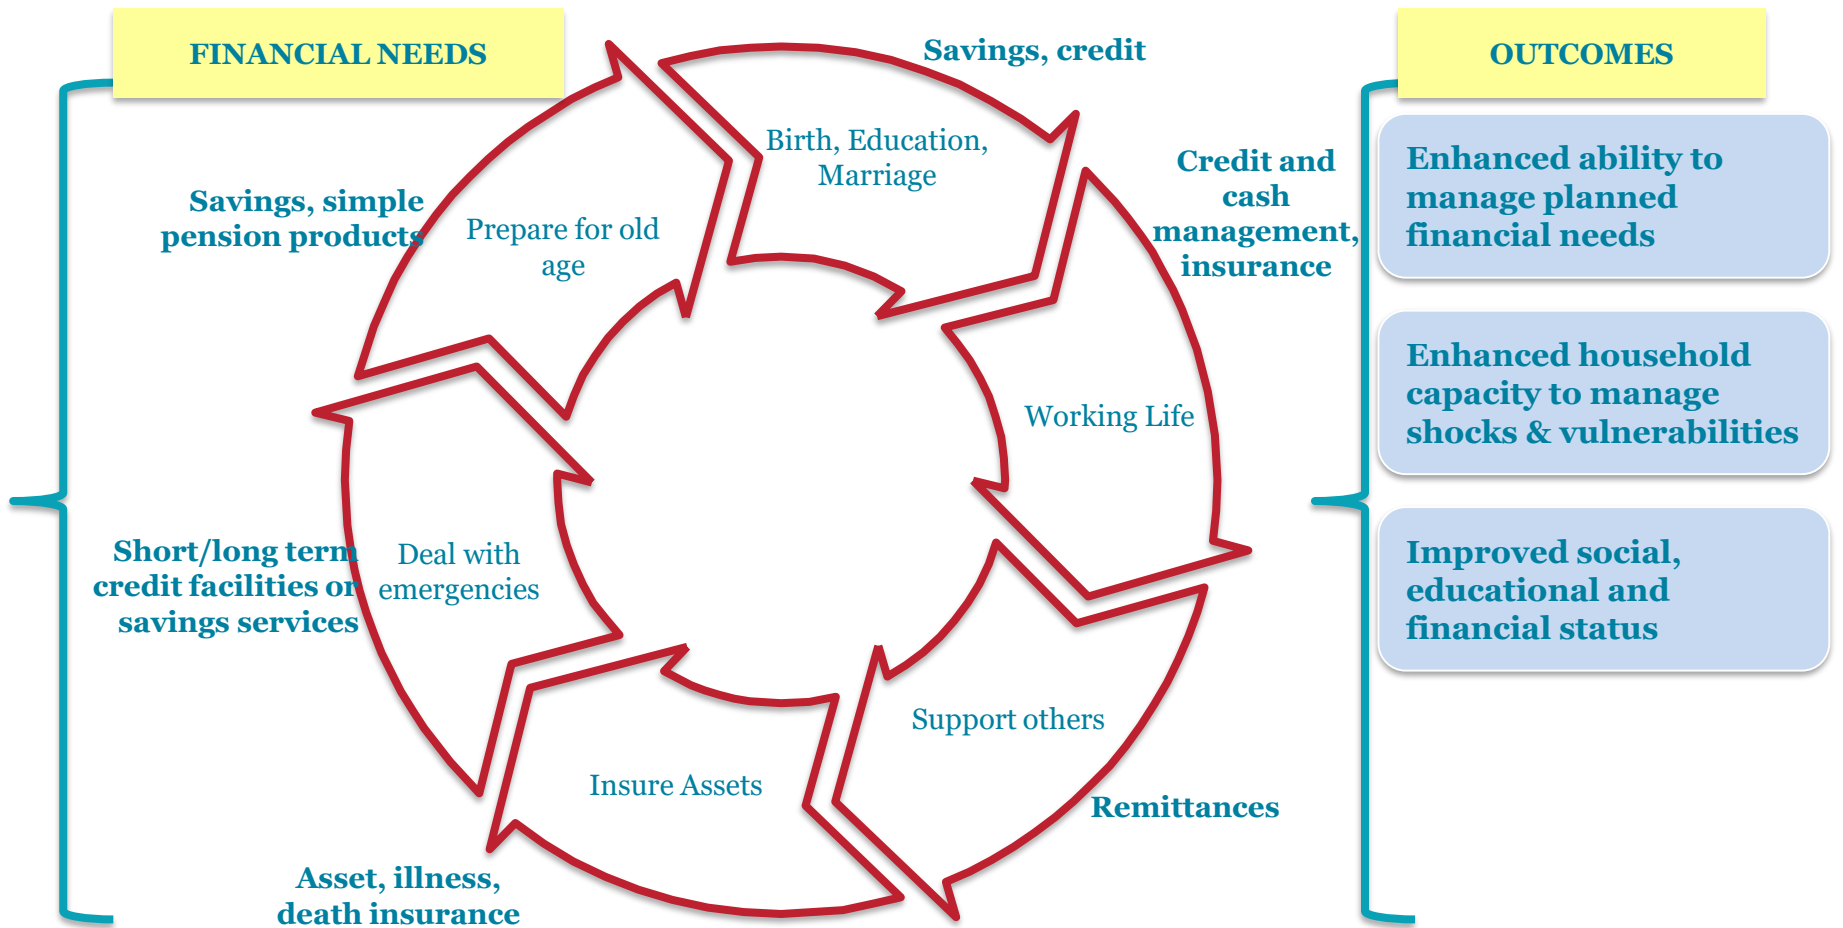 FINANCIAL NEEDS
OUTCOMES
Savings, credit
Birth, Education,
Marriage
Credit and
cash
management,
insurance
Working Life
Support others
Remittances
Insure Assets
Asset, illness,
death insurance
Deal with
emergencies
Short/long term
credit facilities or
savings services
Prepare for old
age
Savings, simple
pension products
Enhanced ability to
manage planned
financial needs
Enhanced household
capacity to manage
shocks & vulnerabilities
Improved social,
educational and
financial status